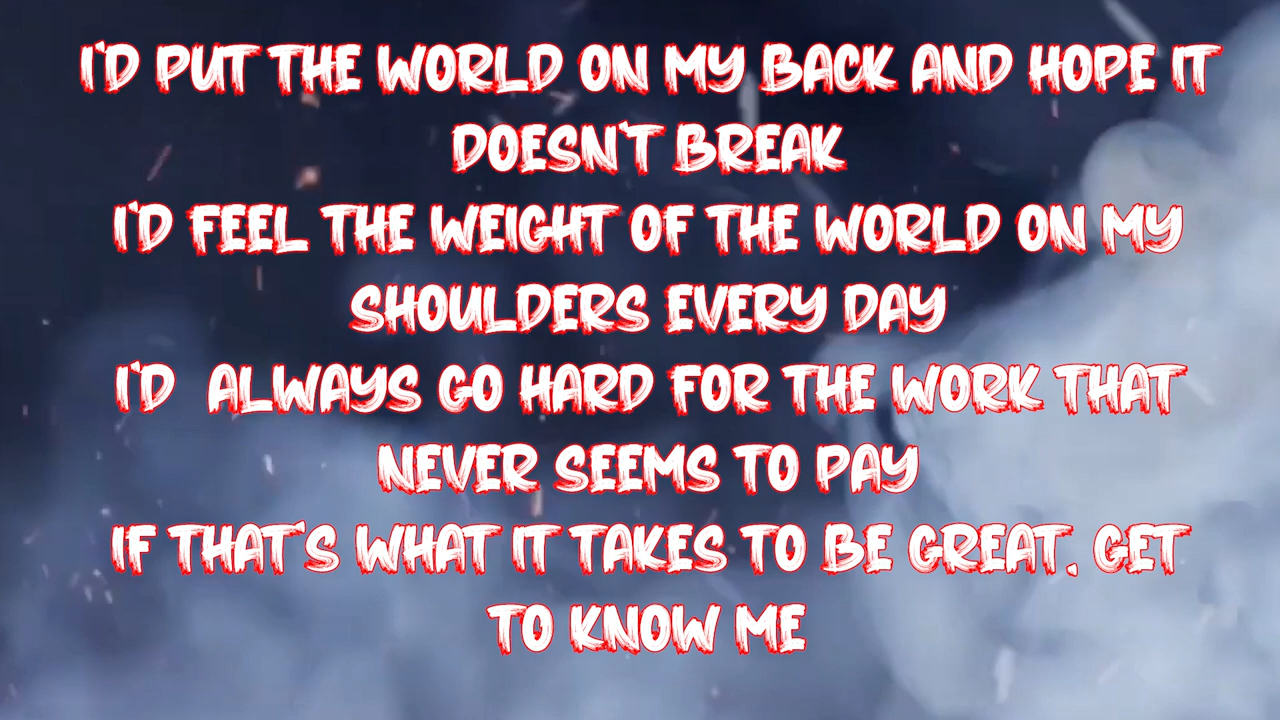 I'D PUT THE WORLD ON MY BACK AND HOPE IT
DOESN'T BREAK
I'D FEEL THE WEIGHT OF THE WORLD ON MY
SHOULDERS EVERY DAY
I'D ALWAYS GO HARD FOR THE WORK THAT
NEVER SEEMS TO PAY
IF THAT'S WHAT IT TAKES TO BE GREAT. GET
TO KNOW ME